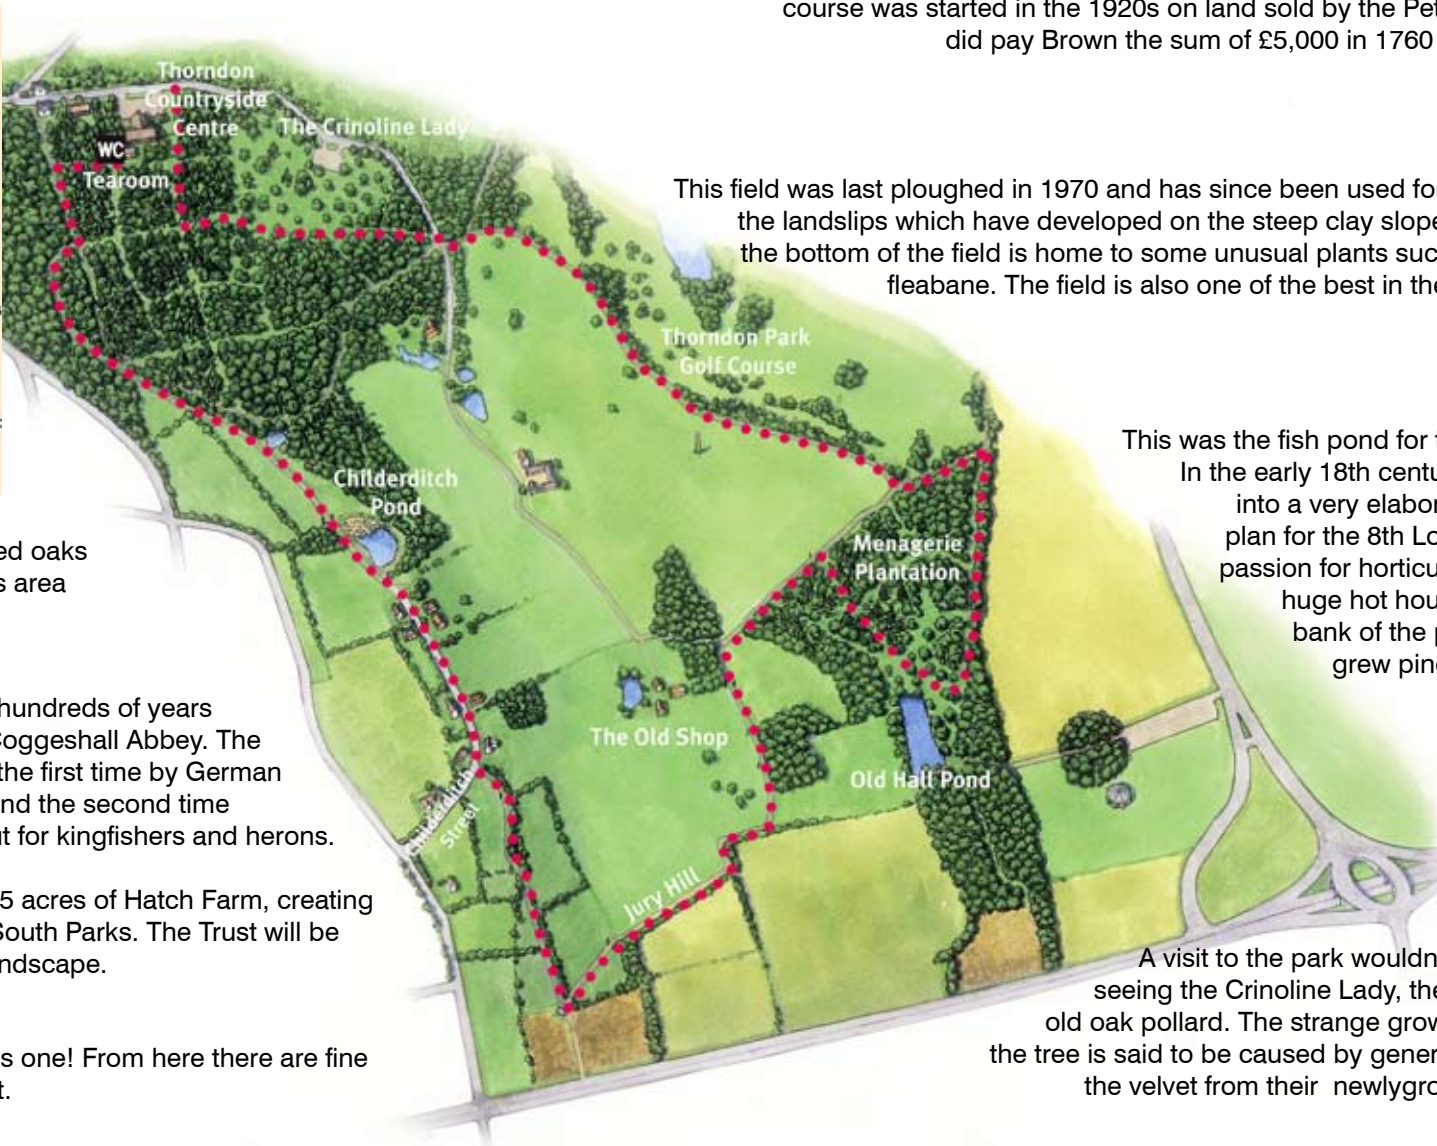 course was started in the 1920s on land sold by the Pet
did pay Brown the sum of £5,000 in 1760
Thorndon
Countryside
Centre
The Crinoline Lady
WC
Tearoom
This field was last ploughed in 1970 and has since been used for
the landslips which have developed on the steep clay slope
the bottom of the field is home to some unusual plants suc
fleabane. The field is also one of the best in the
Thorndon Park
Golf Course
This was the fish pond for t
In the early 18th centu
into a very elabor
plan for the 8th Lo
passion for horticu
huge hot hou
bank of the p
grew pine
Childerditch
Pond
ed oaks
s area
Menagerie
Plantation
hundreds of years
Coggeshall Abbey. The
the first time by German
nd the second time
ut for kingfishers and herons.
The Old Shop
Old Hall Pond
Childerditch
Street
5 acres of Hatch Farm, creating
South Parks. The Trust will be
ndscape.
Jury Hill
A visit to the park wouldn
seeing the Crinoline Lady, the
old oak pollard. The strange grow
the tree is said to be caused by gener
the velvet from their newlygro
s one! From here there are fine
t.